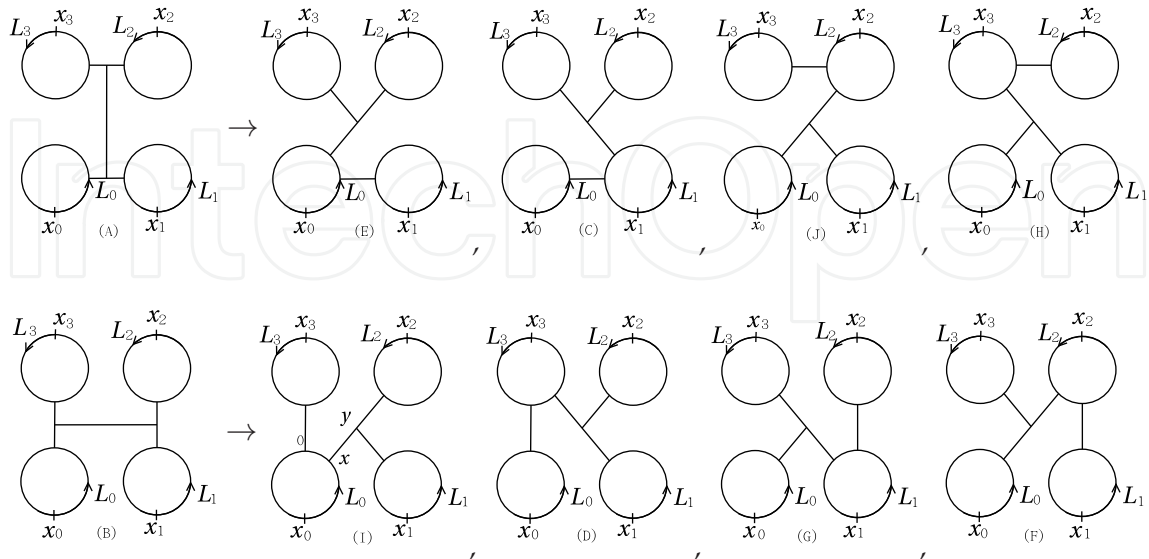 x₃ x₂ x₃ x₂ x₃ x₂ x₃ x₂ x₃ x₂
L₃ L₂ L₃ L₂ L₃ L₂ L₃ L₂ L₃ L₂
→
L₀ L₁ L₀ L₁ L₀ L₁ L₀ L₁ L₀ L₁
x₀ (A) x₁ x₀ (E) x₁ , x₀ (C) x₁ , x₀ (J) x₁ , x₀ (H) x₁
IntechOpen
x₃ x₂ x₃ x₂ x₃ x₂ x₃ x₂ x₃ x₂
L₃ L₂ L₃ L₂ L₃ L₂ L₃ L₂ L₃ L₂
y
→ 0 x
L₀ L₁ L₀ L₁ L₀ L₁ L₀ L₁ L₀ L₁
x₀ (B) x₁ x₀ (I) x₁ , x₀ (D) x₁ , x₀ (G) x₁ , x₀ (F) x₁